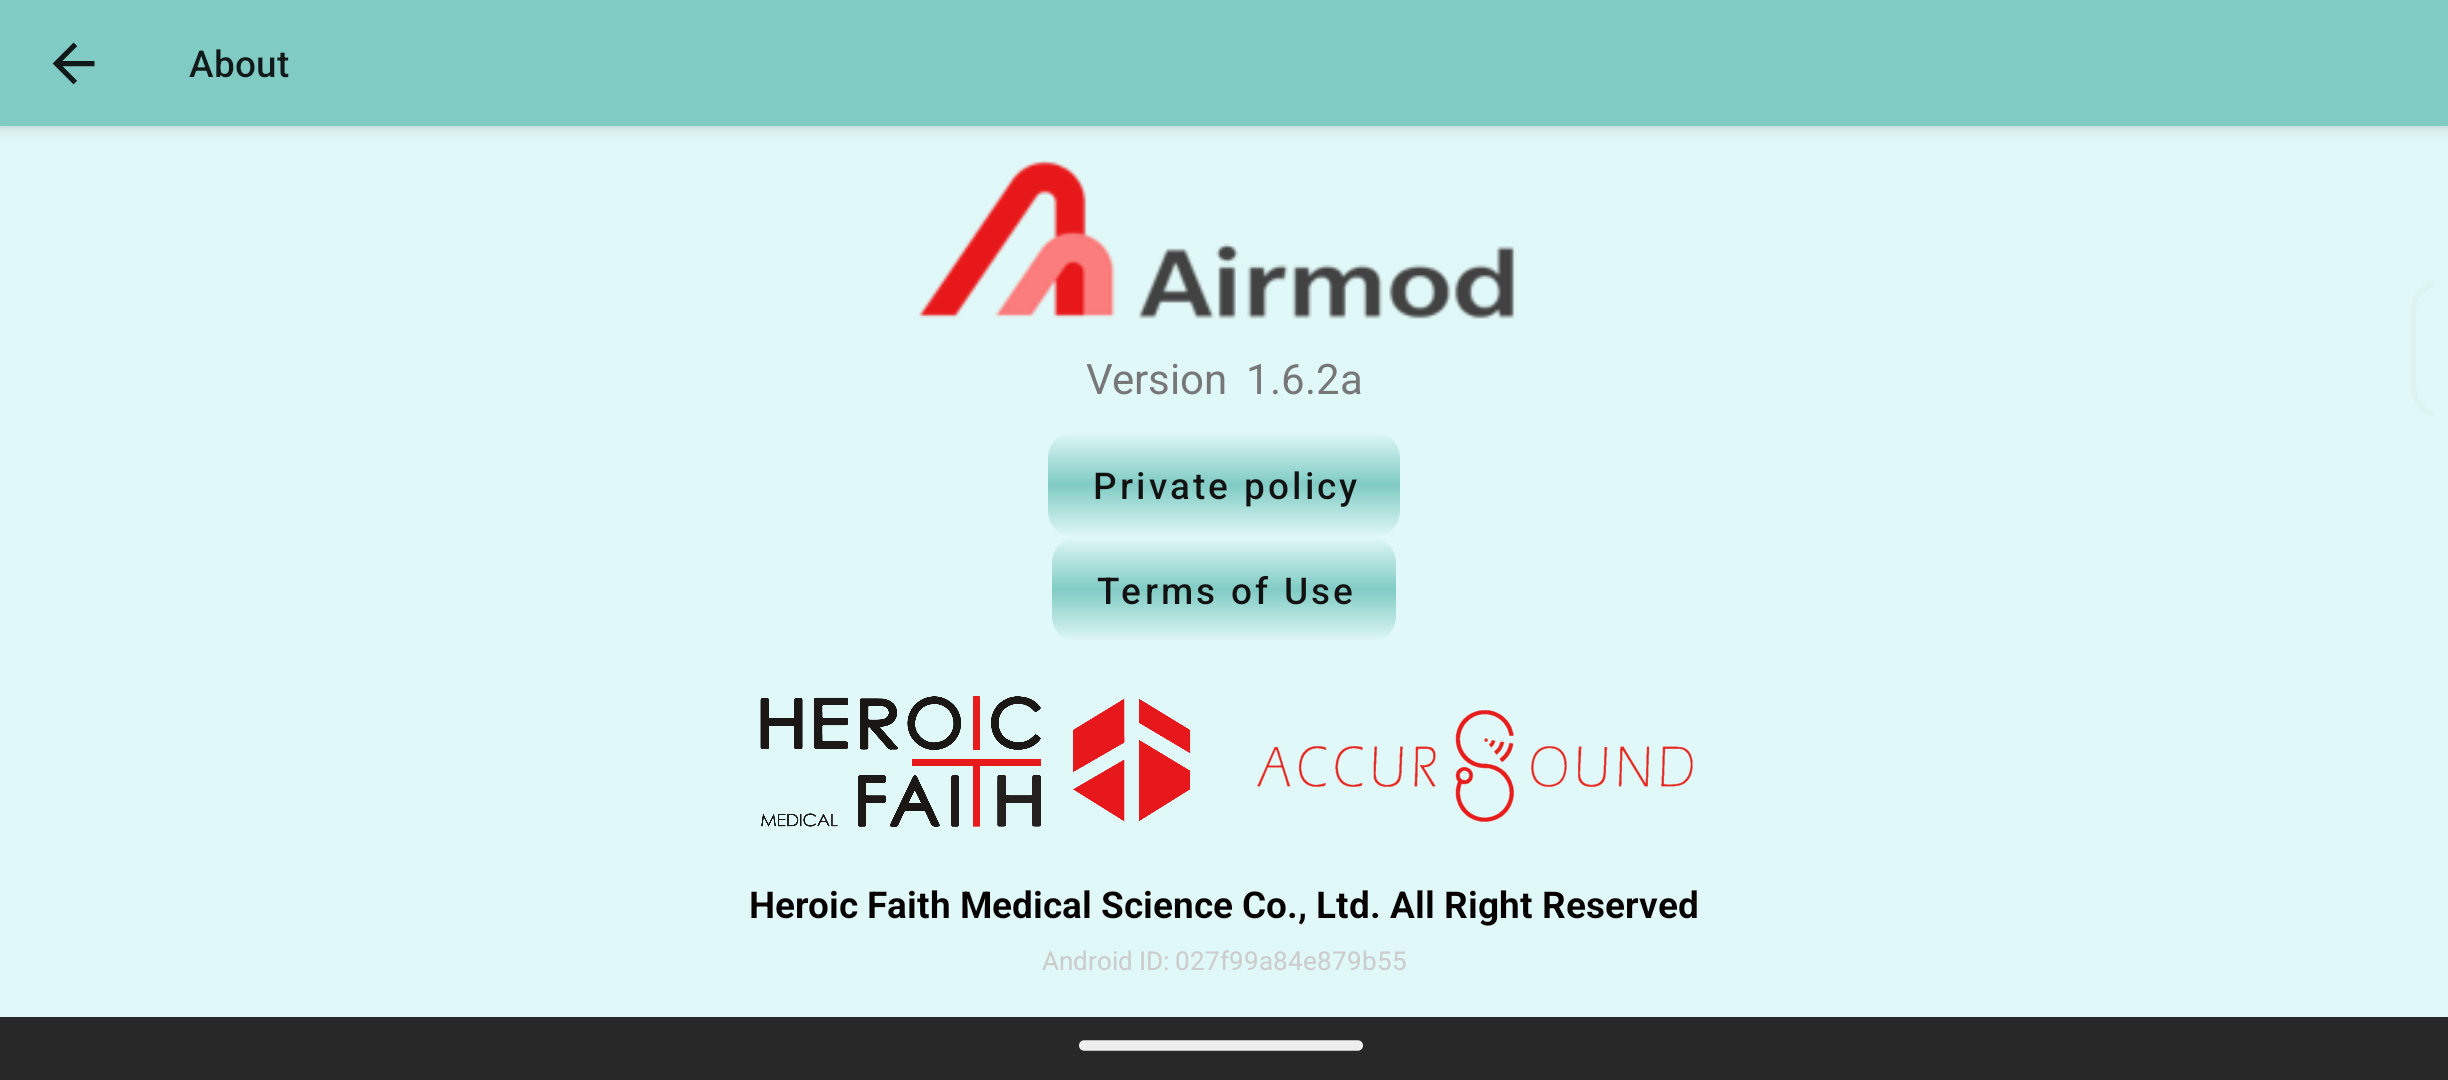 About
Airmod
Version 1.6.2a
Private policy
Terms of Use
HEROIC
MEDICAL FAITH
ACCURSOUND
Heroic Faith Medical Science Co., Ltd. All Right Reserved
Android ID: 027f99a84e879b55